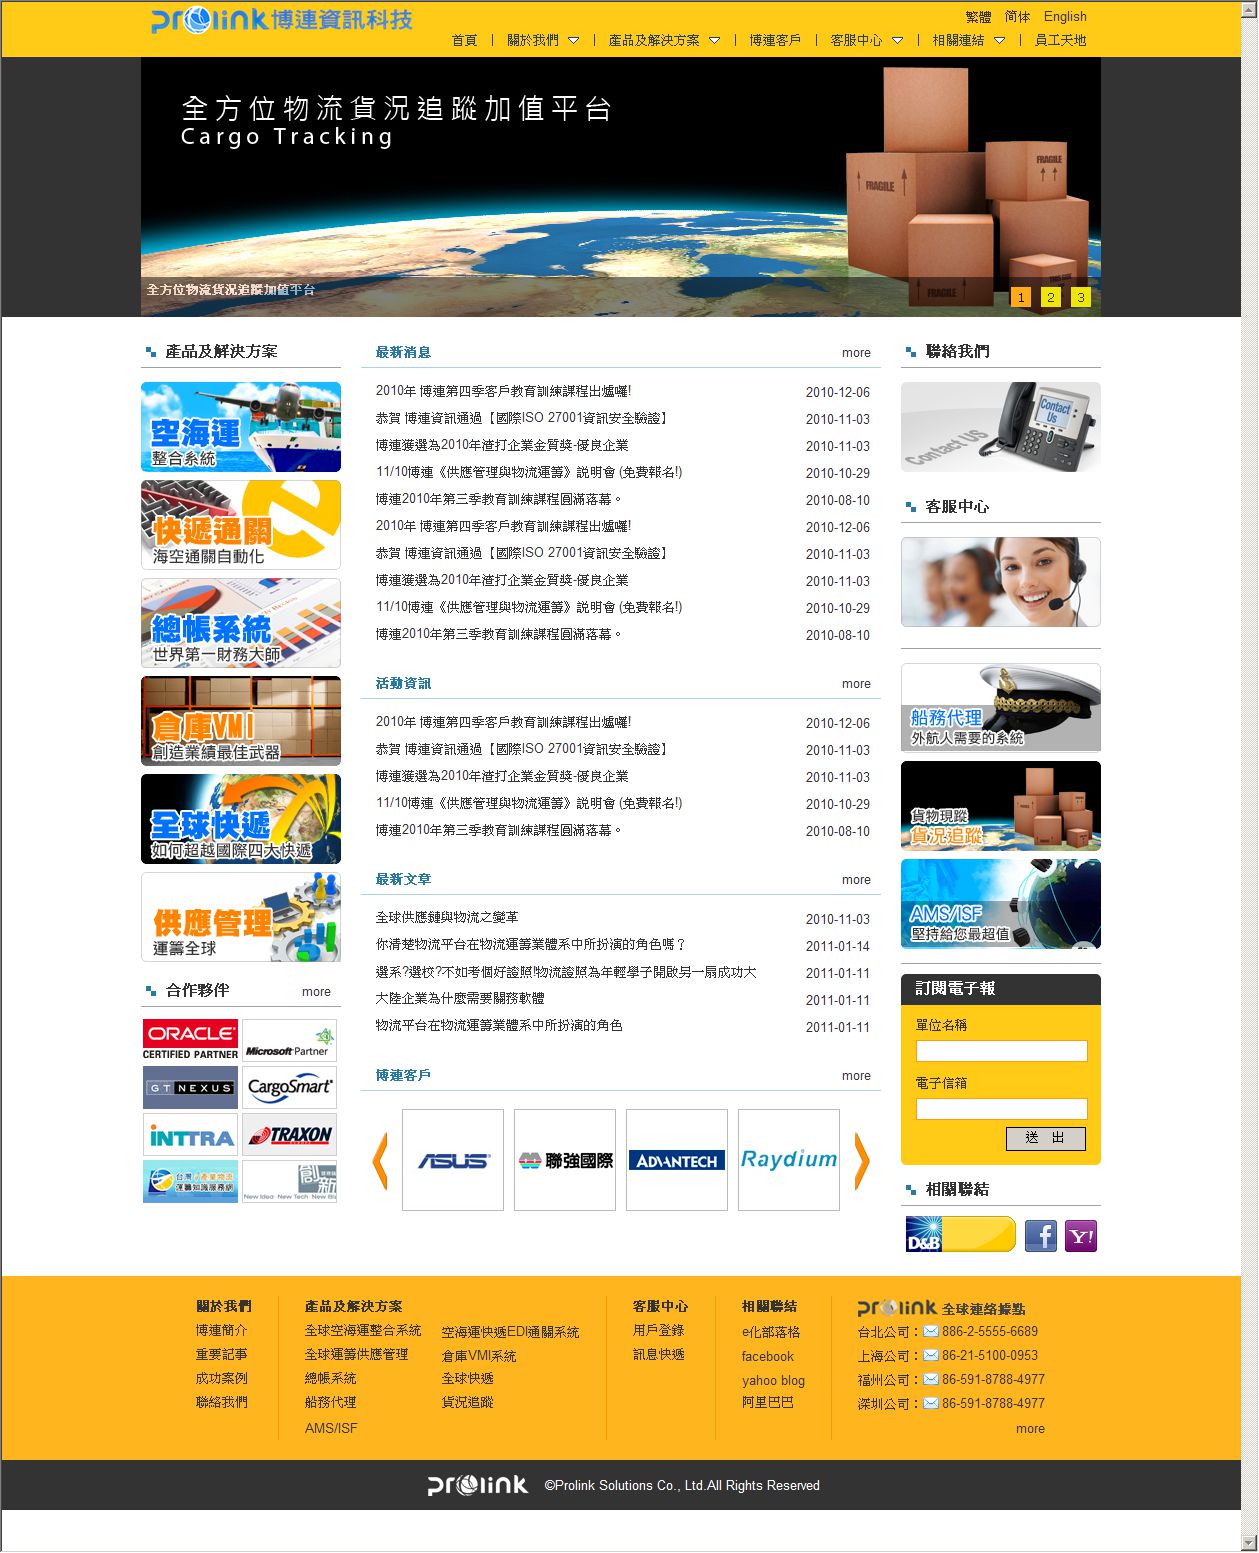 prolink博連資訊科技
繁體 简体 English
首頁 | 關於我們 | 產品及解決方案 | 博連客戶 | 客服中心 | 相關連結 | 員工天地
全方位物流貨況追蹤加值平台
Cargo Tracking
FRAGILE
FRAGILE
FRAGILE
全方位物流貨況追蹤加值平台
1 2 3
產品及解決方案
空海運
整合系統
快遞通關
海空通關自動化
總帳系統
世界第一財務大師
倉庫VMI
創造業績最佳武器
全球快遞
如何超越國際四大快遞
供應管理
運籌全球
合作夥伴 more
ORACLE
CERTIFIED PARTNER
Microsoft Partner
GT NEXUS
CargoSmart
INTTRA
TRAXON
台灣產業物流
運籌知識服務網
創新
New Idea· New Tech· New Biz
最新消息 more
2010年 博連第四季客戶教育訓練課程出爐囉! 2010-12-06
恭賀 博連資訊通過【國際ISO 27001資訊安全驗證】 2010-11-03
博連獲選為2010年渣打企業金質獎-優良企業 2010-11-03
11/10博連《供應管理與物流運籌》説明會 (免費報名!) 2010-10-29
博連2010年第三季教育訓練課程圓滿落幕。 2010-08-10
2010年 博連第四季客戶教育訓練課程出爐囉! 2010-12-06
恭賀 博連資訊通過【國際ISO 27001資訊安全驗證】 2010-11-03
博連獲選為2010年渣打企業金質獎-優良企業 2010-11-03
11/10博連《供應管理與物流運籌》説明會 (免費報名!) 2010-10-29
博連2010年第三季教育訓練課程圓滿落幕。 2010-08-10
活動資訊 more
2010年 博連第四季客戶教育訓練課程出爐囉! 2010-12-06
恭賀 博連資訊通過【國際ISO 27001資訊安全驗證】 2010-11-03
博連獲選為2010年渣打企業金質獎-優良企業 2010-11-03
11/10博連《供應管理與物流運籌》説明會 (免費報名!) 2010-10-29
博連2010年第三季教育訓練課程圓滿落幕。 2010-08-10
最新文章 more
全球供應鏈與物流之變革 2010-11-03
你清楚物流平台在物流運籌業體系中所扮演的角色嗎？ 2011-01-14
選系?選校?不如考個好證照!物流證照為年輕學子開啟另一扇成功大 2011-01-11
大陸企業為什麼需要關務軟體 2011-01-11
物流平台在物流運籌業體系中所扮演的角色 2011-01-11
博連客戶 more
ASUS
聯強國際
ADVANTECH
Raydium
聯絡我們
Contact Us
Contact US
客服中心
船務代理
外航人需要的系統
貨物現蹤
貨況追蹤
AMS/ISF
堅持給您最超值
訂閱電子報
單位名稱
電子信箱
送 出
相關聯結
D&B
f
Y!
關於我們
博連簡介
重要記事
成功案例
聯絡我們
產品及解決方案
全球空海運整合系統 空海運快遞EDI通關系統
全球運籌供應管理 倉庫VMI系統
總帳系統 全球快遞
船務代理 貨況追蹤
AMS/ISF
客服中心
用戶登錄
訊息快遞
相關聯結
e化部落格
facebook
yahoo blog
阿里巴巴
prolink 全球連絡據點
台北公司： 886-2-5555-6689
上海公司： 86-21-5100-0953
福州公司： 86-591-8788-4977
深圳公司： 86-591-8788-4977
more
prolink ©Prolink Solutions Co., Ltd.All Rights Reserved